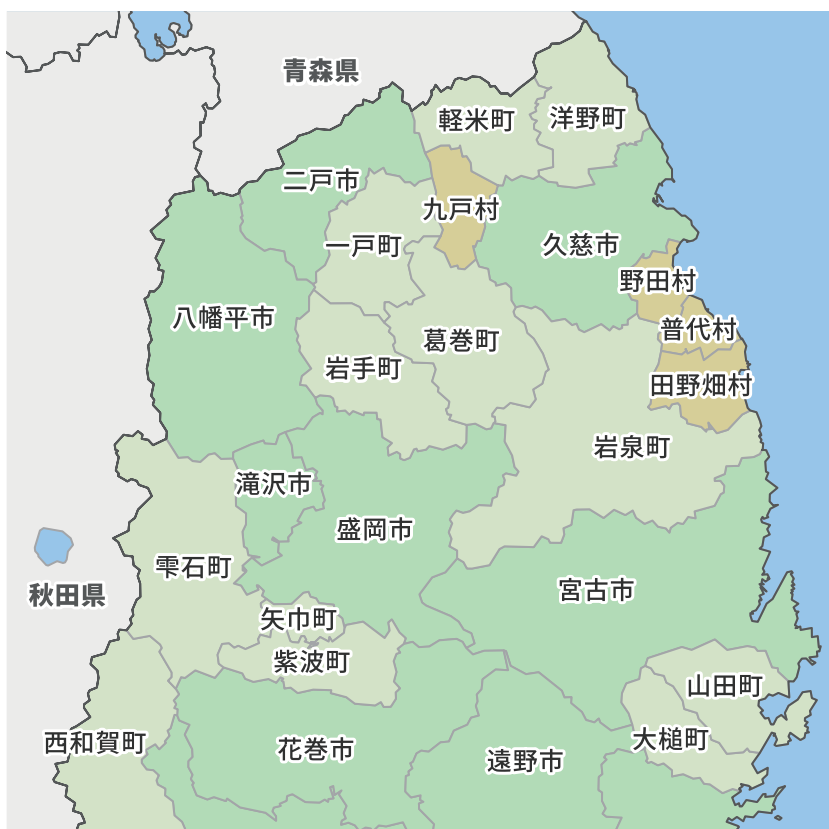 青森県
軽米町
洋野町
二戸市
九戸村
一戸町
久慈市
野田村
八幡平市
普代村
葛巻町
岩手町
田野畑村
岩泉町
滝沢市
盛岡市
雫石町
宮古市
秋田県
矢巾町
紫波町
山田町
西和賀町
大槌町
花巻市
遠野市